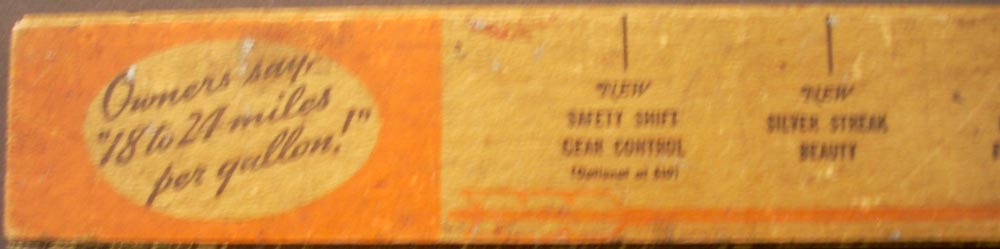 Owners say,
"18 to 24 miles
per gallon!"
NEW
SAFETY SHIFT
GEAR CONTROL
(Optional at $10)
NEW
SILVER STREAK
BEAUTY